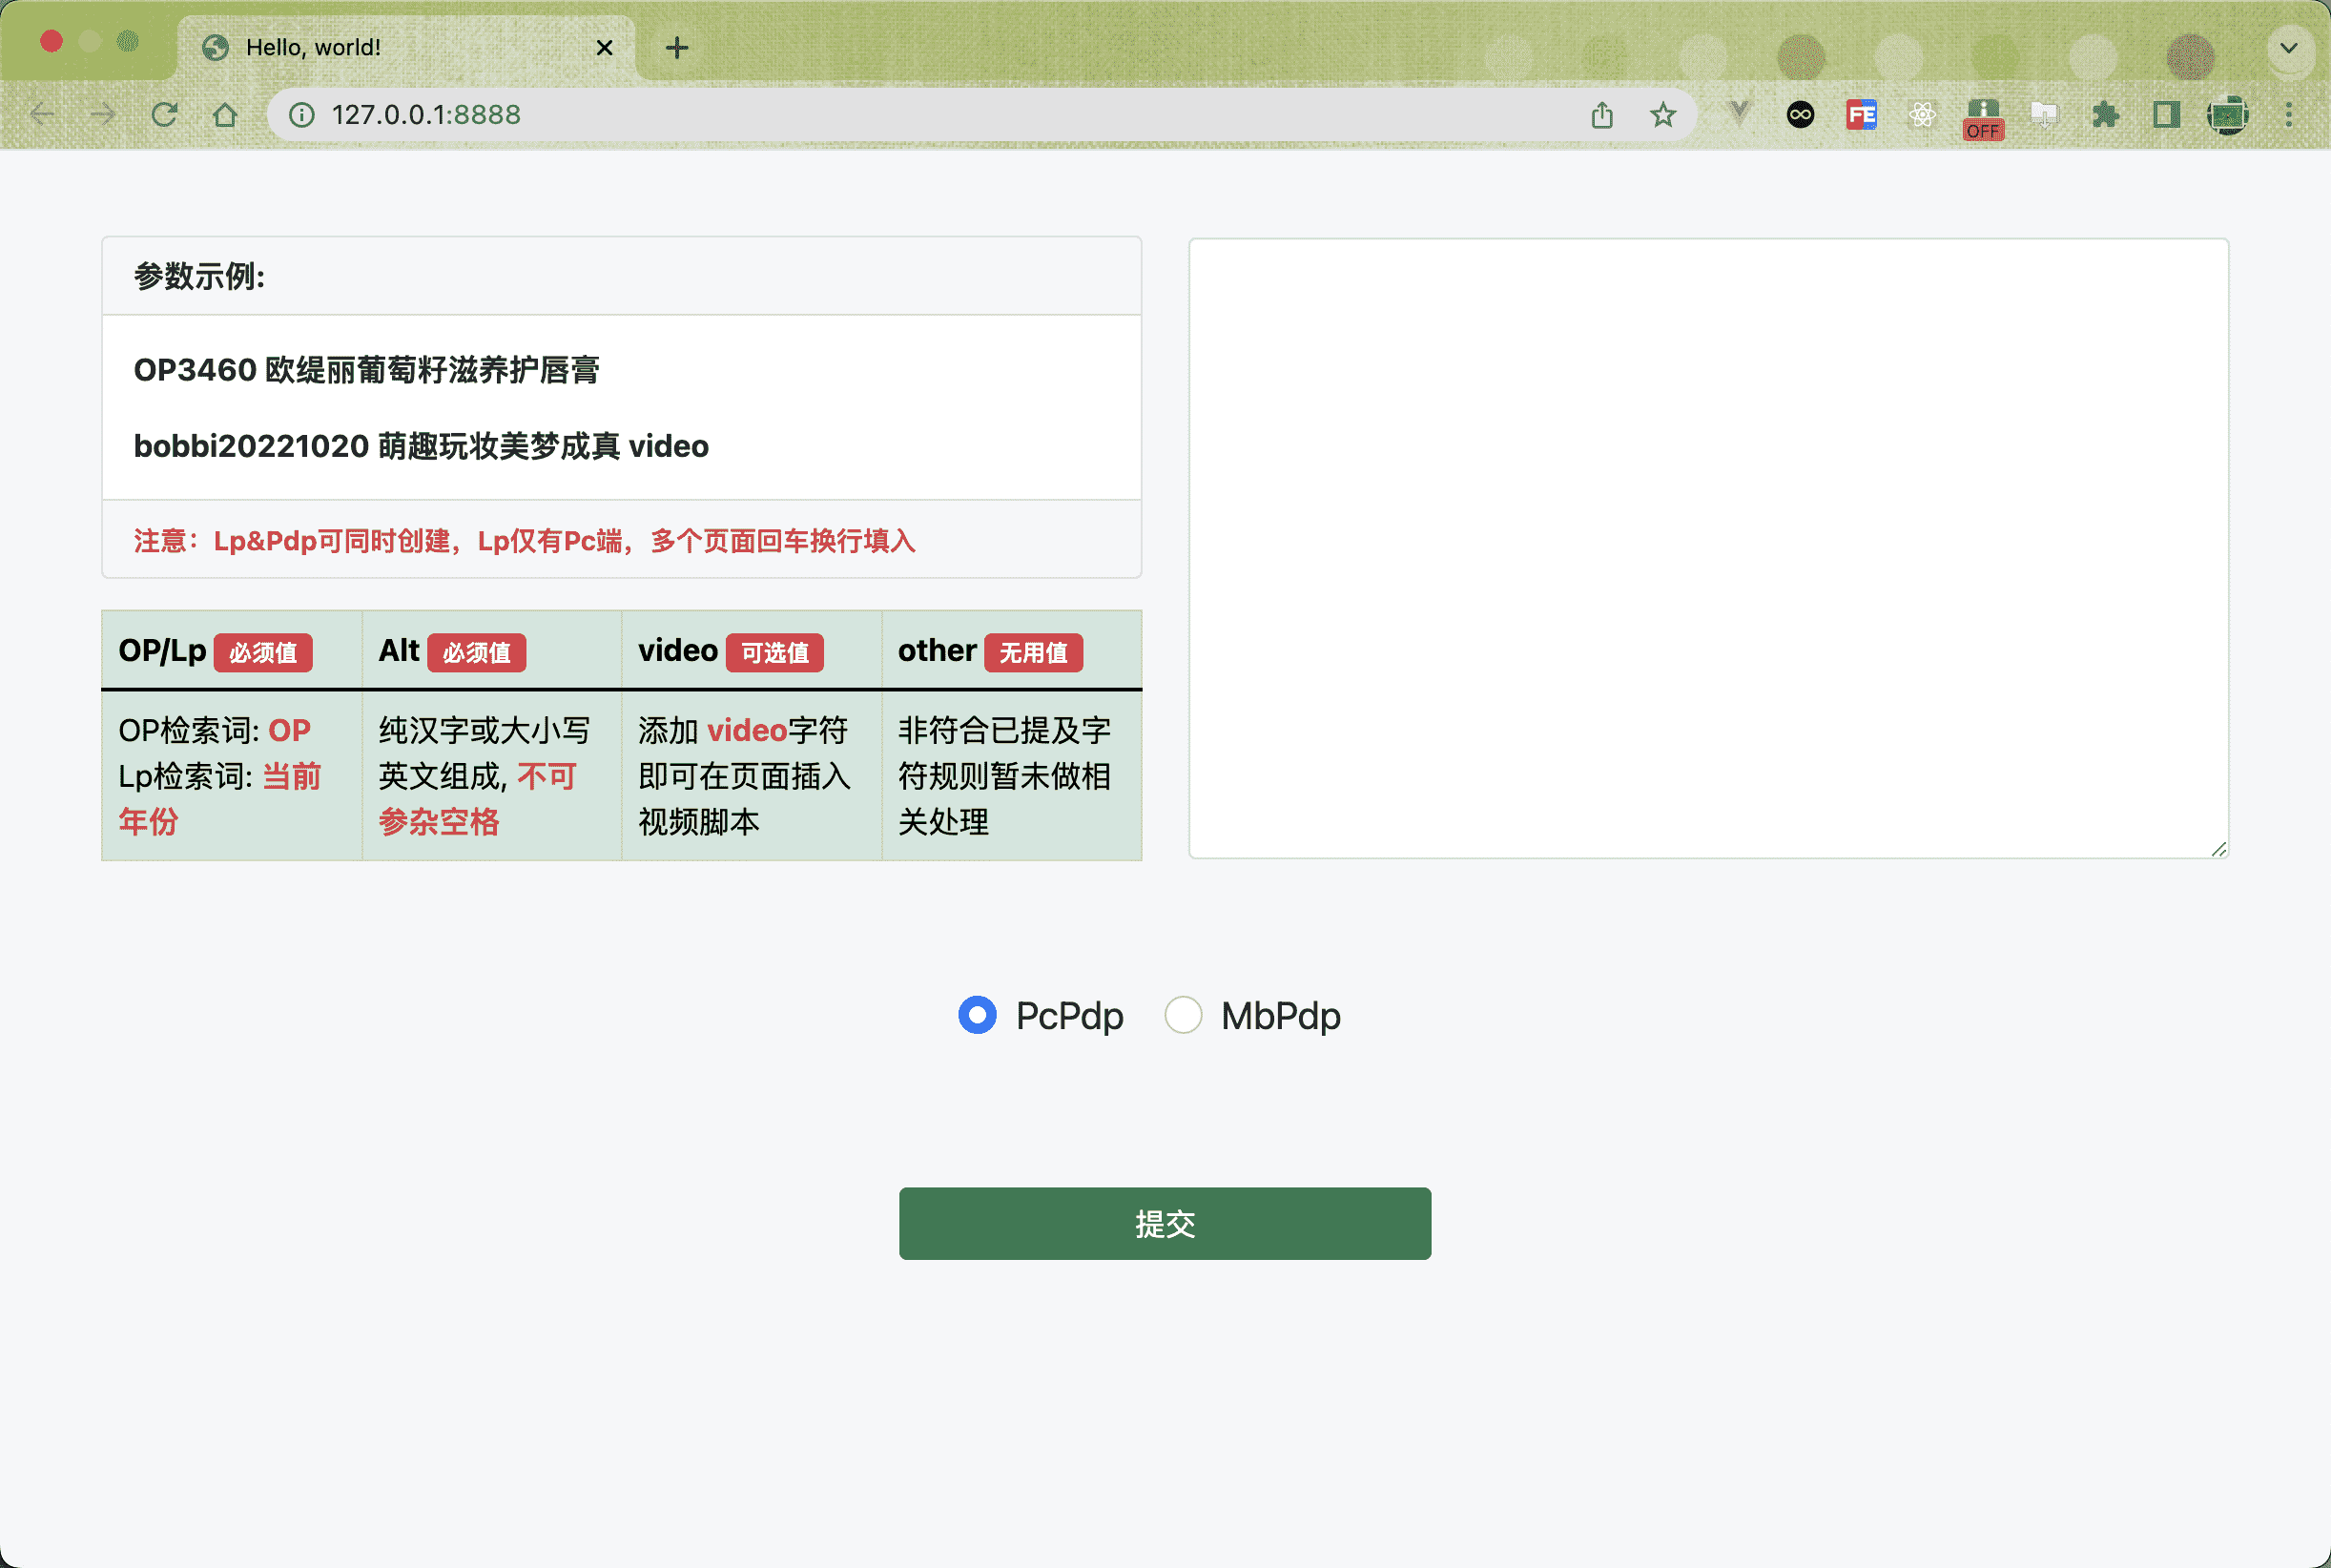 Hello, world!
127.0.0.1:8888
FE
OFF
参数示例:
OP3460 欧缇丽葡萄籽滋养护唇膏
bobbi20221020 萌趣玩妆美梦成真 video
注意：Lp&Pdp可同时创建，Lp仅有Pc端，多个页面回车换行填入
OP/Lp 必须值
Alt 必须值
video 可选值
other 无用值
OP检索词: OP
Lp检索词: 当前
年份
纯汉字或大小写
英文组成, 不可
参杂空格
添加 video字符
即可在页面插入
视频脚本
非符合已提及字
符规则暂未做相
关处理
PcPdp
MbPdp
提交